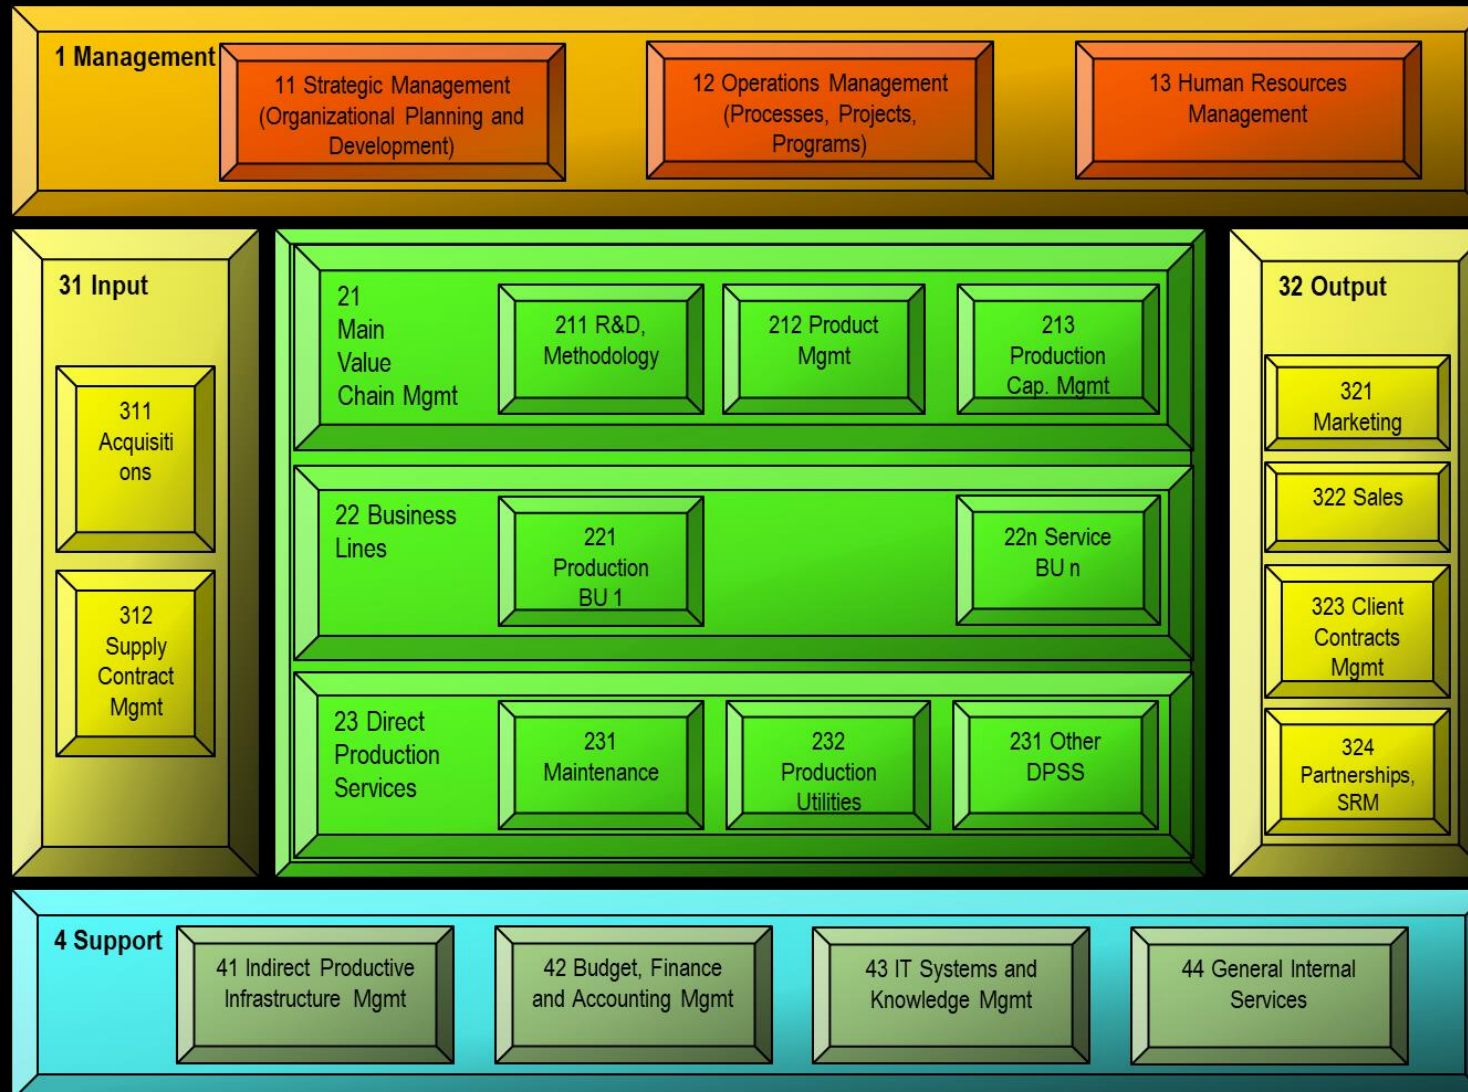 1 Management
11 Strategic Management
(Organizational Planning and
Development)
12 Operations Management
(Processes, Projects,
Programs)
13 Human Resources
Management
31 Input
311
Acquisiti
ons
312
Supply
Contract
Mgmt
21
Main
Value
Chain Mgmt
211 R&D,
Methodology
212 Product
Mgmt
213
Production
Cap. Mgmt
22 Business
Lines
221
Production
BU 1
22n Service
BU n
23 Direct
Production
Services
231
Maintenance
232
Production
Utilities
231 Other
DPSS
32 Output
321
Marketing
322 Sales
323 Client
Contracts
Mgmt
324
Partnerships,
SRM
4 Support
41 Indirect Productive
Infrastructure Mgmt
42 Budget, Finance
and Accounting Mgmt
43 IT Systems and
Knowledge Mgmt
44 General Internal
Services